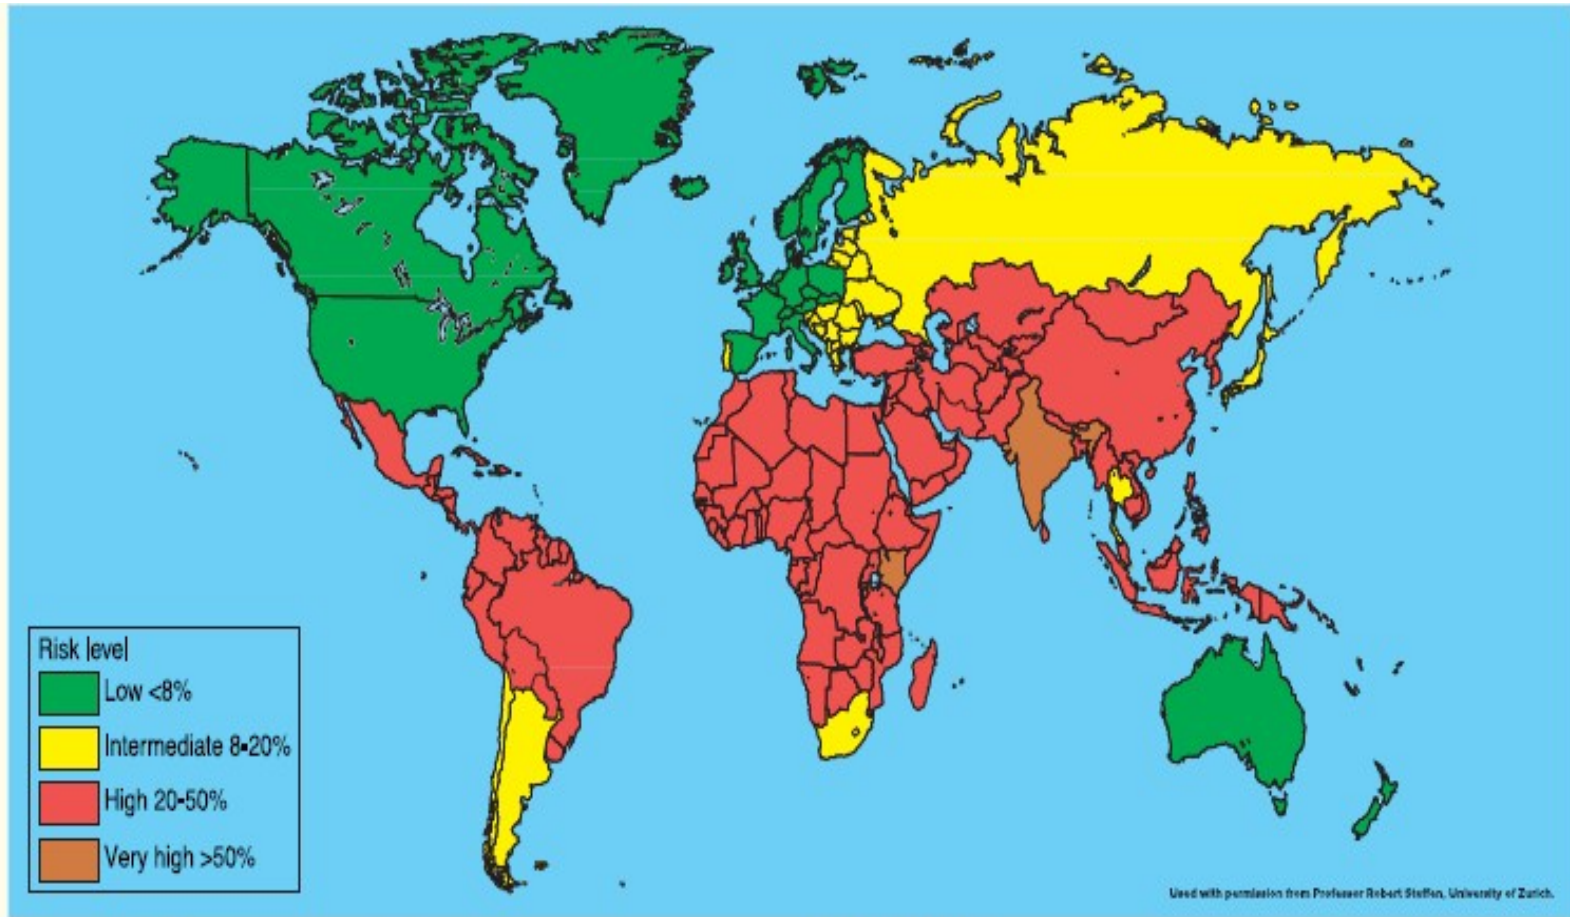 Risk level
Low <8%
Intermediate 8-20%
High 20-50%
Very high >50%
Used with permission from Professor Robert Steffen, University of Zurich.